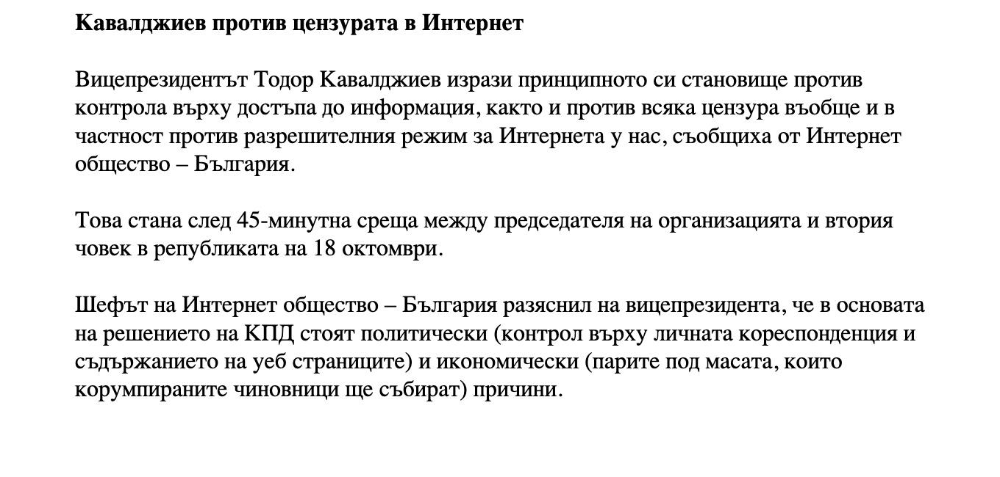 Кавалджиев против цензурата в Интернет
Вицепрезидентът Тодор Кавалджиев изрази принципното си становище против
контрола върху достъпа до информация, както и против всяка цензура въобще и в
частност против разрешителния режим за Интернета у нас, съобщиха от Интернет
общество – България.
Това стана след 45-минутна среща между председателя на организацията и втория
човек в републиката на 18 октомври.
Шефът на Интернет общество – България разяснил на вицепрезидента, че в основата
на решението на КПД стоят политически (контрол върху личната кореспонденция и
съдържанието на уеб страниците) и икономически (парите под масата, които
корумпираните чиновници ще събират) причини.